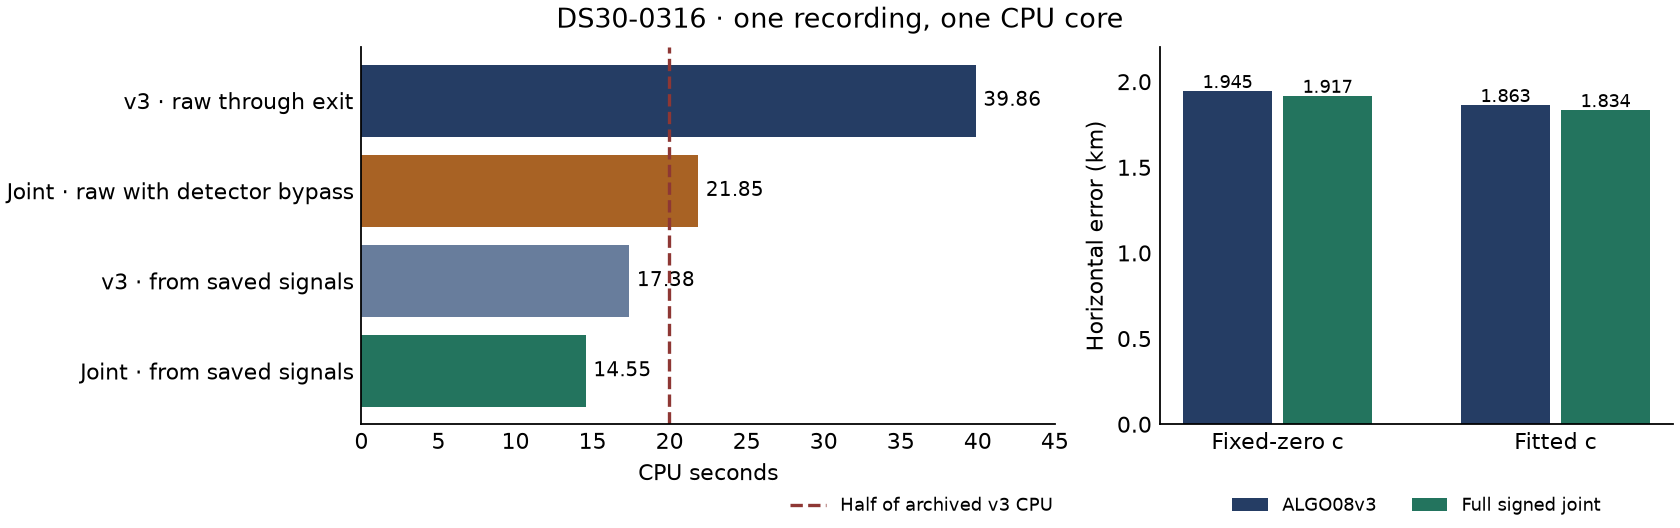 DS30-0316 · one recording, one CPU core
v3 · raw through exit
39.86
Joint · raw with detector bypass
21.85
v3 · from saved signals
17.38
Joint · from saved signals
14.55
0 5 10 15 20 25 30 35 40 45
CPU seconds
Half of archived v3 CPU
Horizontal error (km)
2.0
1.5
1.0
0.5
0.0
1.945 1.917 1.863 1.834
Fixed-zero c Fitted c
ALGO08v3 Full signed joint